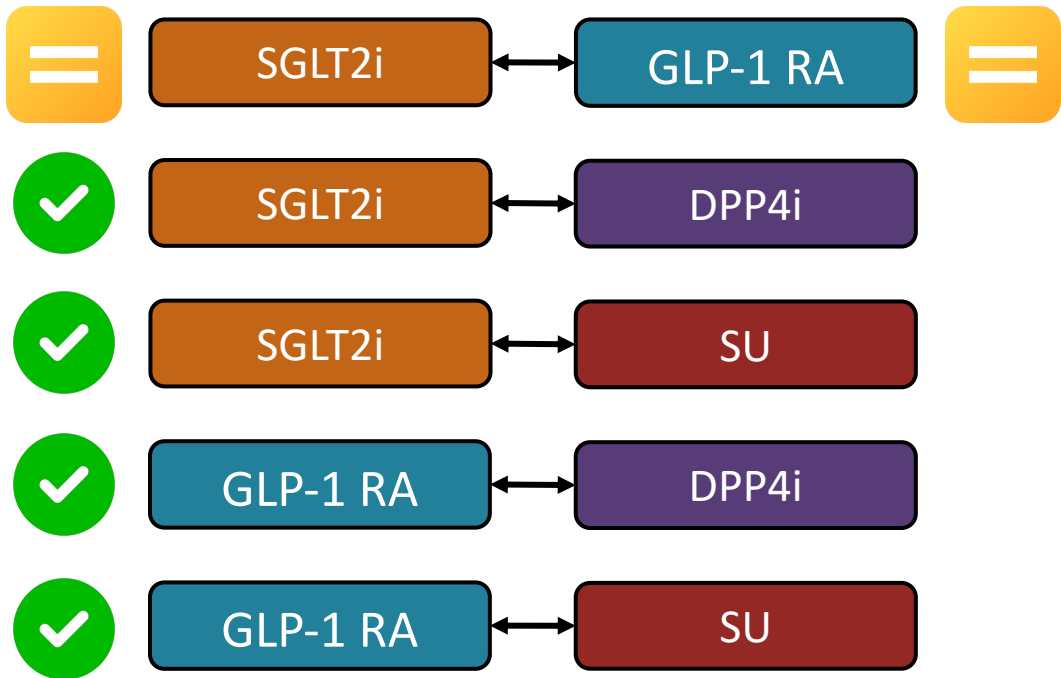 SGLT2i GLP-1 RA
SGLT2i DPP4i
SGLT2i SU
GLP-1 RA DPP4i
GLP-1 RA SU